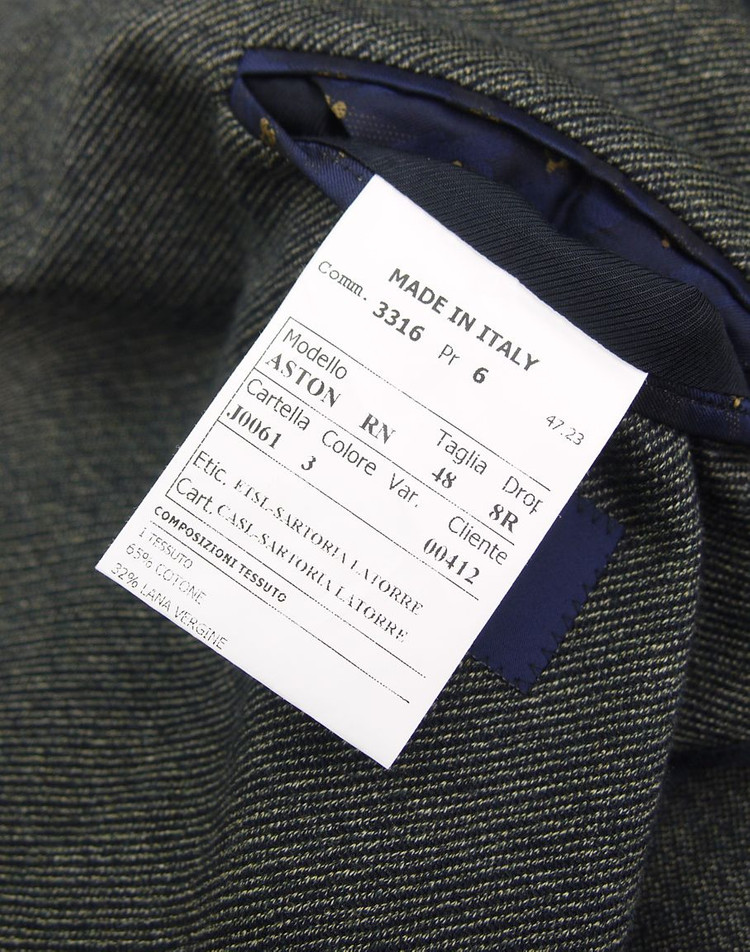 MADE IN ITALY
Comm. 3316 Pr 6
47.23
Modello Taglia Drop
ASTON RN 48 8R
Cartella Colore Var. Cliente
J0061 3 00412
Etic. ETSL-SARTORIA LATORRE
Cart. CASL-SARTORIA LATORRE
COMPOSIZIONI TESSUTO
1 TESSUTO
65% COTONE
32% LANA VERGINE